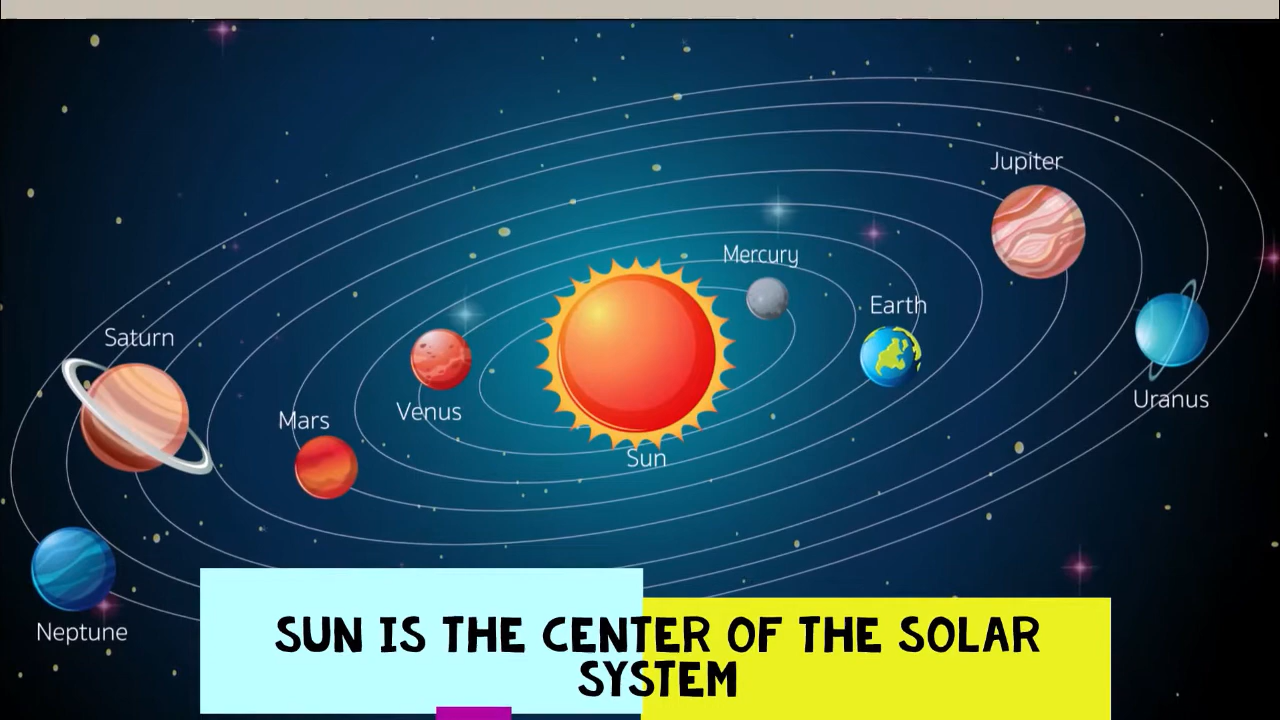 Jupiter
Mercury
Earth
Saturn
Uranus
Venus
Mars
Sun
Neptune
SUN IS THE CENTER OF THE SOLAR
SYSTEM